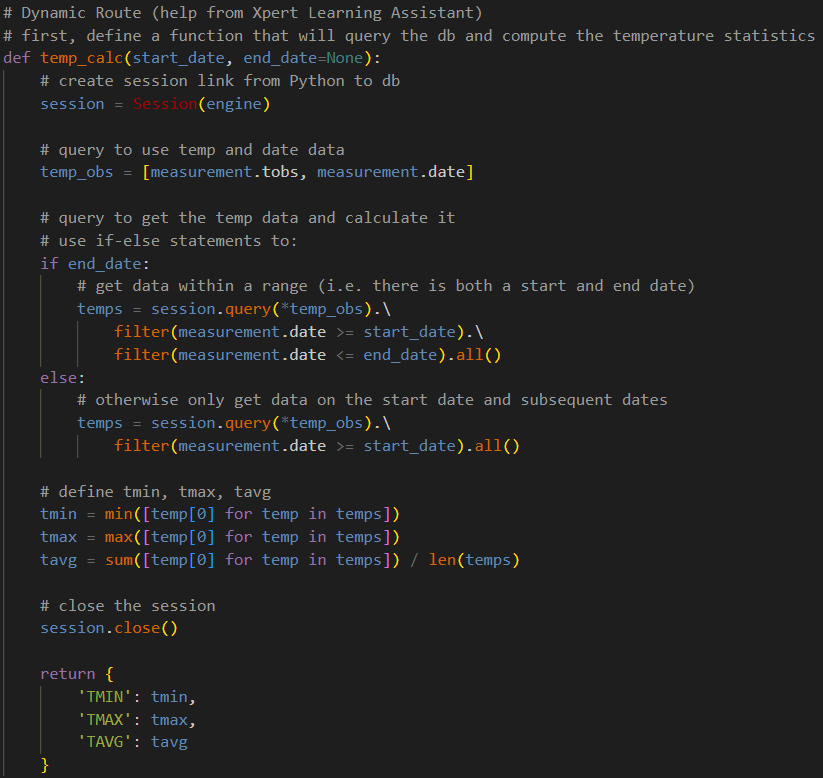 # Dynamic Route (help from Xpert Learning Assistant)
# first, define a function that will query the db and compute the temperature statistics
def temp_calc(start_date, end_date=None):
    # create session link from Python to db
    session = Session(engine)

    # query to use temp and date data
    temp_obs = [measurement.tobs, measurement.date]

    # query to get the temp data and calculate it
    # use if-else statements to:
    if end_date:
        # get data within a range (i.e. there is both a start and end date)
        temps = session.query(*temp_obs).\
            filter(measurement.date >= start_date).\
            filter(measurement.date <= end_date).all()
    else:
        # otherwise only get data on the start date and subsequent dates
        temps = session.query(*temp_obs).\
            filter(measurement.date >= start_date).all()

    # define tmin, tmax, tavg
    tmin = min([temp[0] for temp in temps])
    tmax = max([temp[0] for temp in temps])
    tavg = sum([temp[0] for temp in temps]) / len(temps)

    # close the session
    session.close()

    return {
        'TMIN': tmin,
        'TMAX': tmax,
        'TAVG': tavg
    }